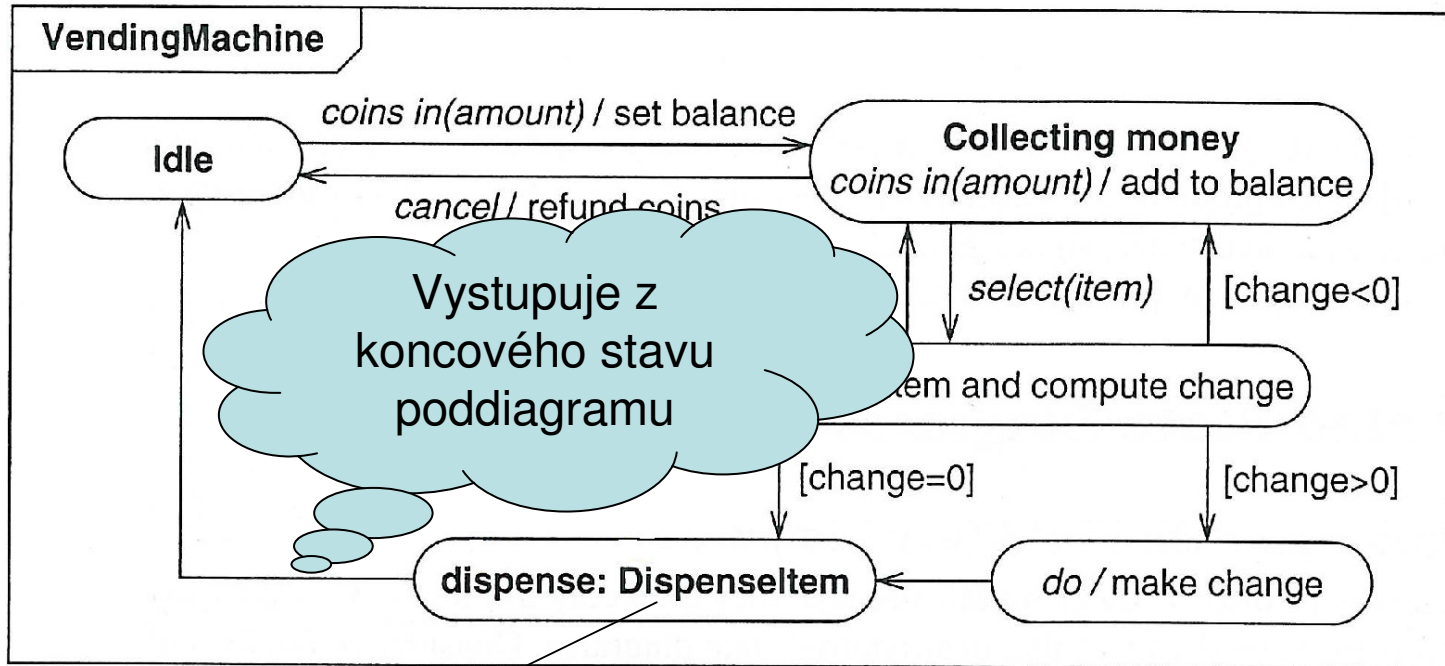 VendingMachine
coins in(amount) / set balance
Idle
Collecting money
coins in(amount) / add to balance
cancel / refund coins
Vystupuje z
koncového stavu
poddiagramu
select(item)
[change<0]
and compute change
[change=0]
[change>0]
dispense: DispenseItem
do / make change